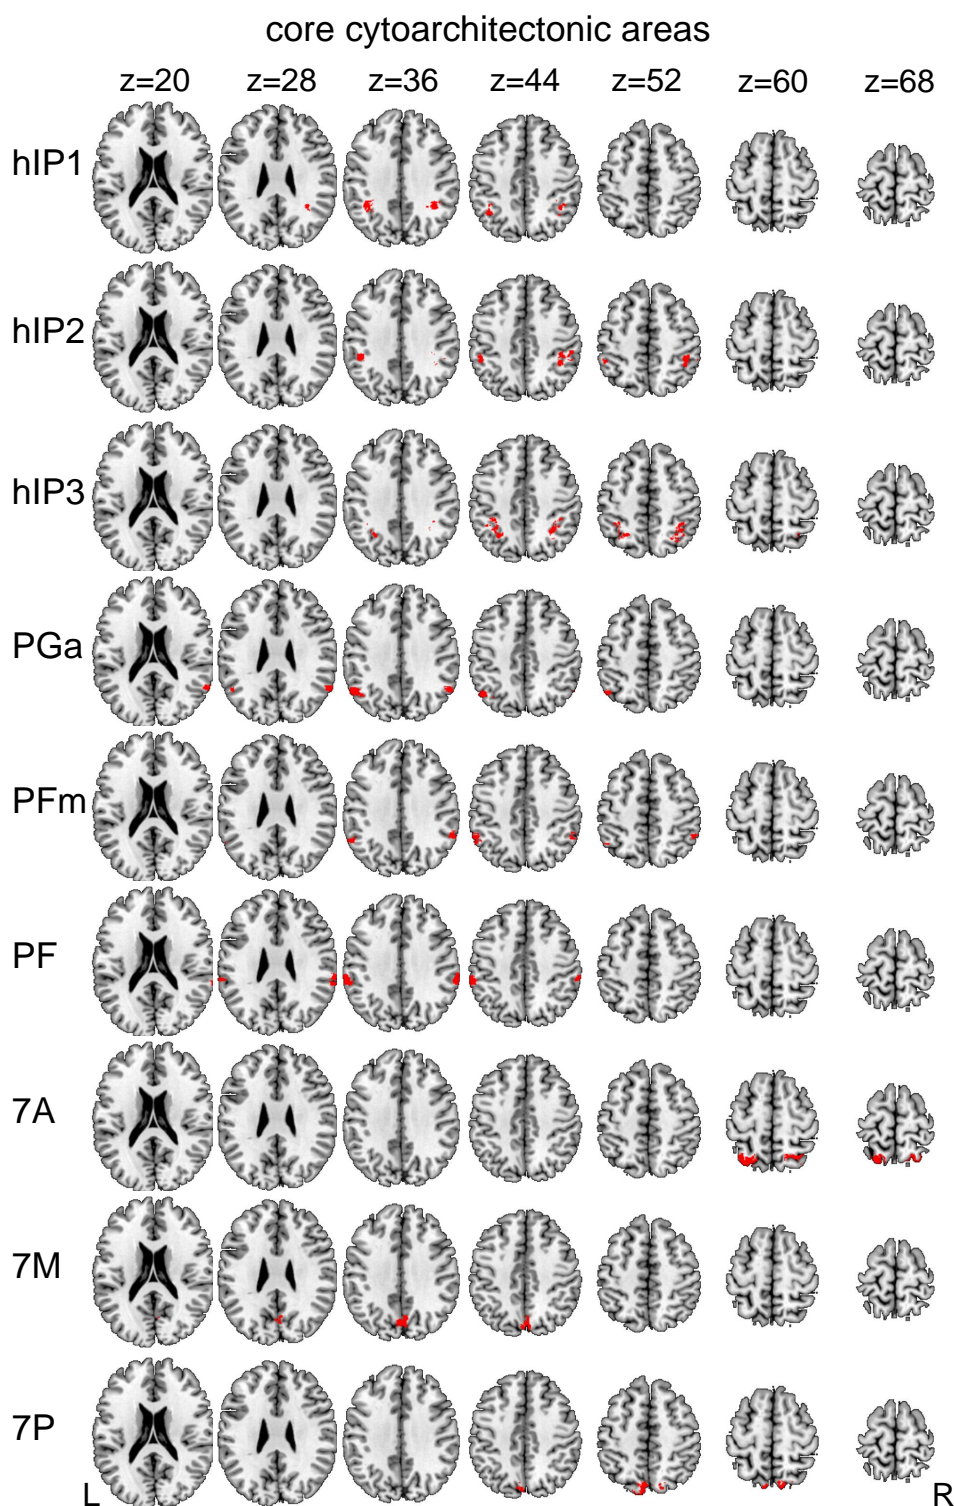 core cytoarchitectonic areas
z=20 z=28 z=36 z=44 z=52 z=60 z=68
hIP1
hIP2
hIP3
PGa
PFm
PF
7A
7M
7P
L R